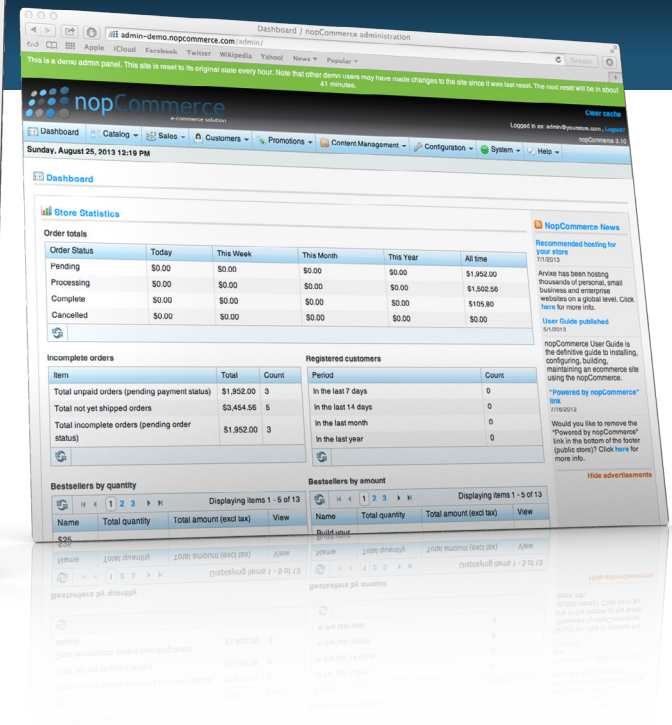 Dashboard / nopCommerce administration
admin-demo.nopcommerce.com/admin/
Reader
Apple iCloud Facebook Twitter Wikipedia Yahoo! News Popular
This is a demo admin panel. This site is reset to its original state every hour. Note that other demo users may have made changes to the site since it was last reset. The next reset will be in about
41 minutes.
nopCommerce
e-commerce solution
Clear cache
Logged in as: admin@yourstore.com, Logout?
nopCommerce 3.10
Dashboard Catalog Sales Customers Promotions Content Management Configuration System Help
Sunday, August 25, 2013 12:19 PM
Dashboard
Store Statistics
Order totals
Order Status Today This Week This Month This Year All time
Pending $0.00 $0.00 $0.00 $0.00 $1,952.00
Processing $0.00 $0.00 $0.00 $0.00 $1,502.56
Complete $0.00 $0.00 $0.00 $0.00 $105.80
Cancelled $0.00 $0.00 $0.00 $0.00 $0.00
Incomplete orders
Item Total Count
Total unpaid orders (pending payment status) $1,952.00 3
Total not yet shipped orders $3,454.56 5
Total incomplete orders (pending order
status) $1,952.00 3
Registered customers
Period Count
In the last 7 days 0
In the last 14 days 0
In the last month 0
In the last year 0
Bestsellers by quantity
1 2 3 Displaying items 1 - 5 of 13
Name Total quantity Total amount (excl tax) View
$25
Bestsellers by amount
1 2 3 Displaying items 1 - 5 of 13
Name Total quantity Total amount (excl tax) View
Build your
NopCommerce News
Recommended hosting for
your store
7/1/2013
Arvixe has been hosting
thousands of personal, small
business and enterprise
websites on a global level. Click
here for more info.
User Guide published
5/1/2013
nopCommerce User Guide is
the definitive guide to installing,
configuring, building,
maintaining an ecommerce site
using the nopCommerce.
"Powered by nopCommerce"
link
7/16/2012
Would you like to remove the
"Powered by nopCommerce"
link in the bottom of the footer
(public store)? Click here for
more info.
Hide advertisements